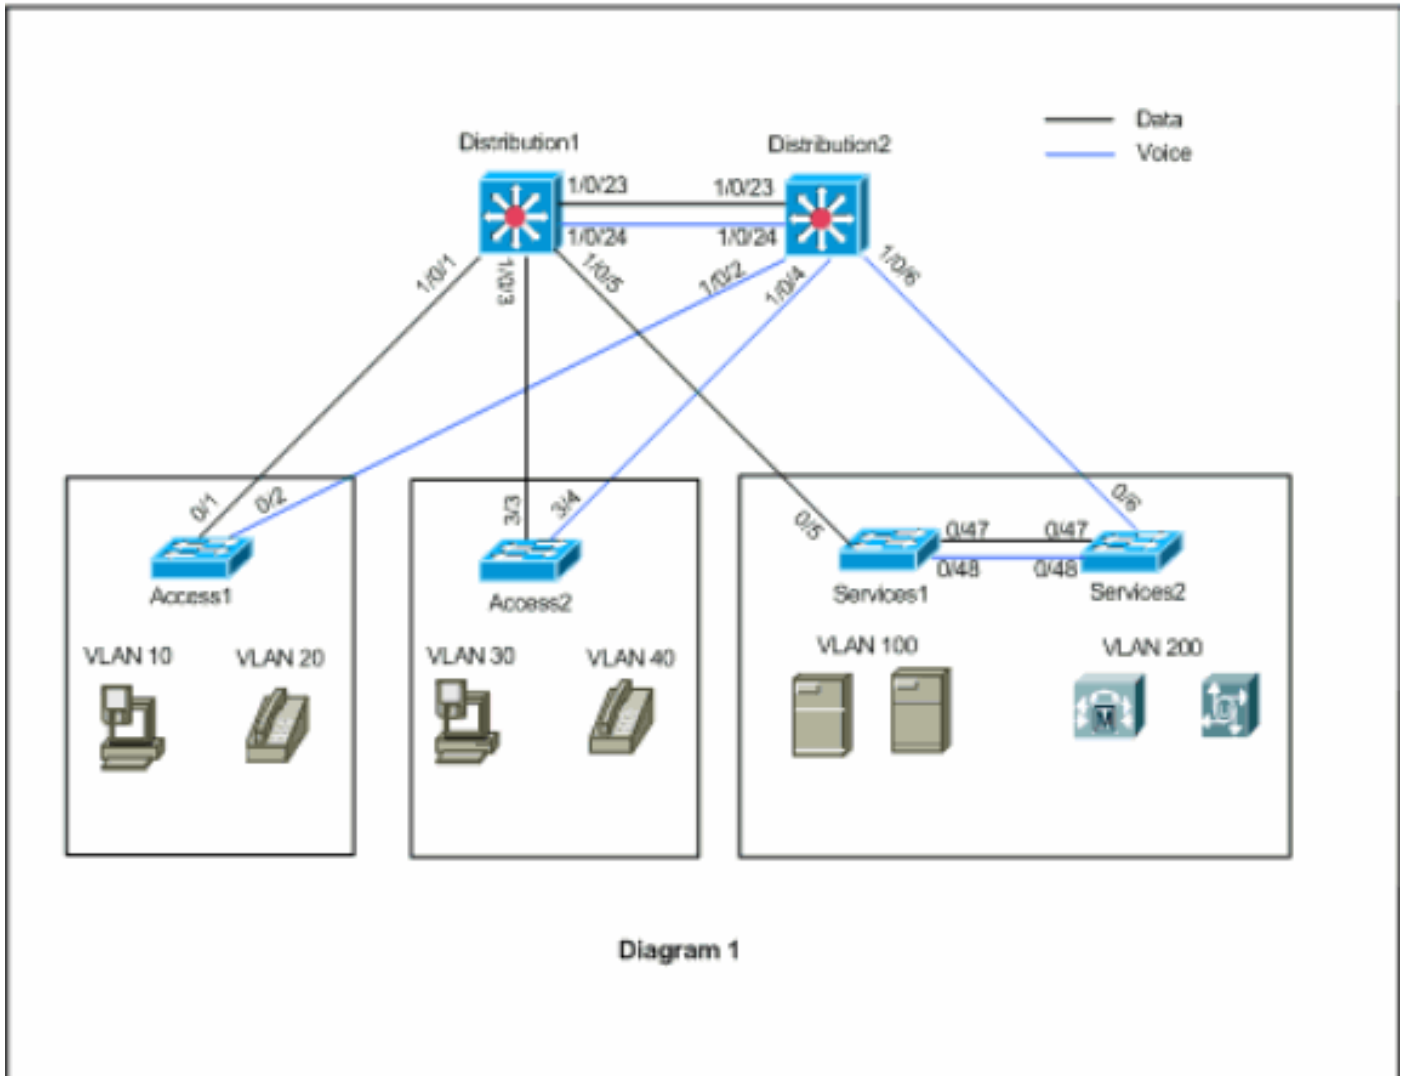 Data
Voice
Distribution1
Distribution2
1/0/23
1/0/23
1/0/24
1/0/24
1/0/1
1/0/3
1/0/5
1/0/2
1/0/4
1/0/6
0/1
0/2
3/3
3/4
0/5
0/6
0/47
0/47
0/48
0/48
Access1
Access2
Services1
Services2
VLAN 10
VLAN 20
VLAN 30
VLAN 40
VLAN 100
VLAN 200
M
U
Diagram 1